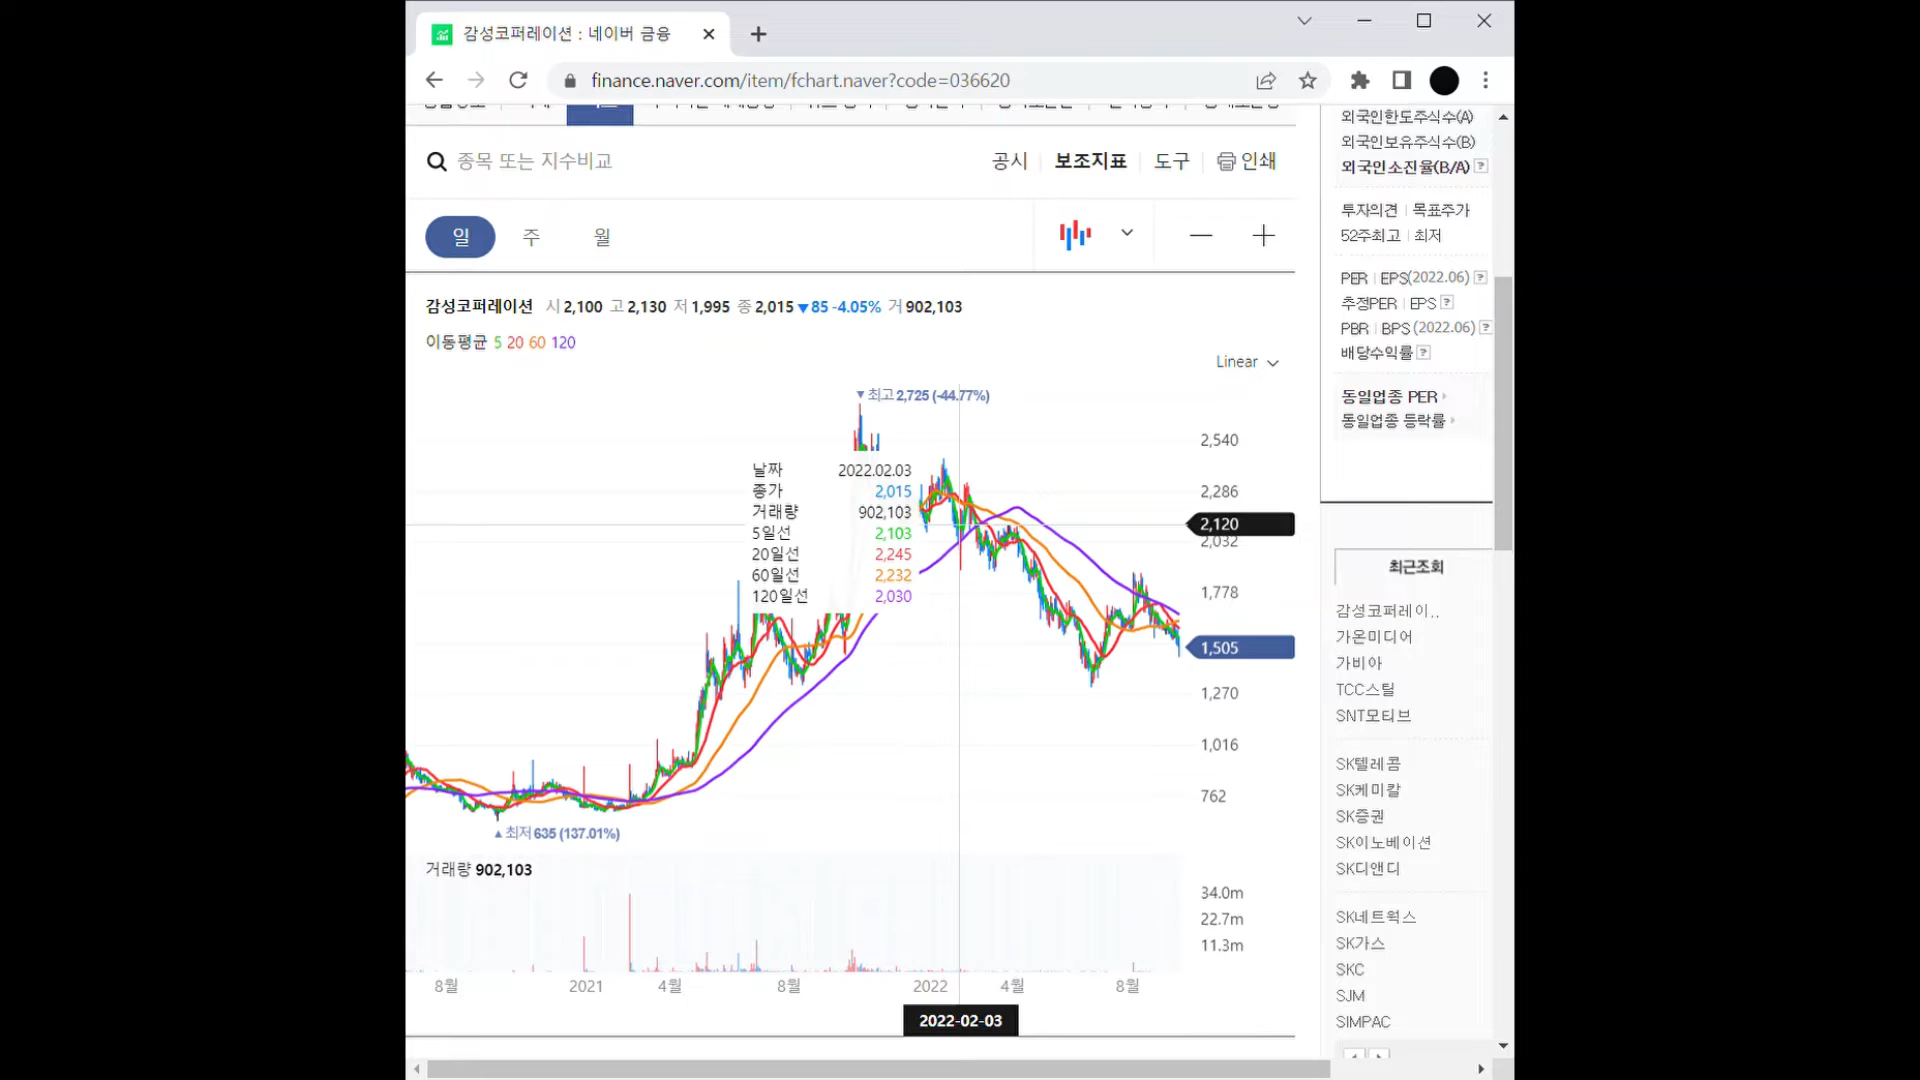 감성코퍼레이션 : 네이버 금융
finance.naver.com/item/fchart.naver?code=036620
종목 또는 지수비교
공시 보조지표 도구 인쇄
일 주 월
감성코퍼레이션 시 2,100 고 2,130 저 1,995 종 2,015 ▼85 -4.05% 거 902,103
이동평균 5 20 60 120
Linear
▼최고 2,725 (-44.77%)
날짜 2022.02.03
종가 2,015
거래량 902,103
5일선 2,103
20일선 2,245
60일선 2,232
120일선 2,030
2,540
2,286
2,120
2,032
1,778
1,505
1,270
1,016
762
▲최저 635 (137.01%)
거래량 902,103
34.0m
22.7m
11.3m
8월 2021 4월 8월 2022 4월 8월
2022-02-03
외국인한도주식수(A)
외국인보유주식수(B)
외국인소진율(B/A) ?
투자의견 | 목표주가
52주최고 | 최저
PER | EPS(2022.06) ?
추정PER | EPS ?
PBR | BPS (2022.06) ?
배당수익률 ?
동일업종 PER
동일업종 등락률
최근조회
감성코퍼레이..
가온미디어
가비아
TCC스틸
SNT모티브
SK텔레콤
SK케미칼
SK증권
SK이노베이션
SK디앤디
SK네트웍스
SK가스
SKC
SJM
SIMPAC